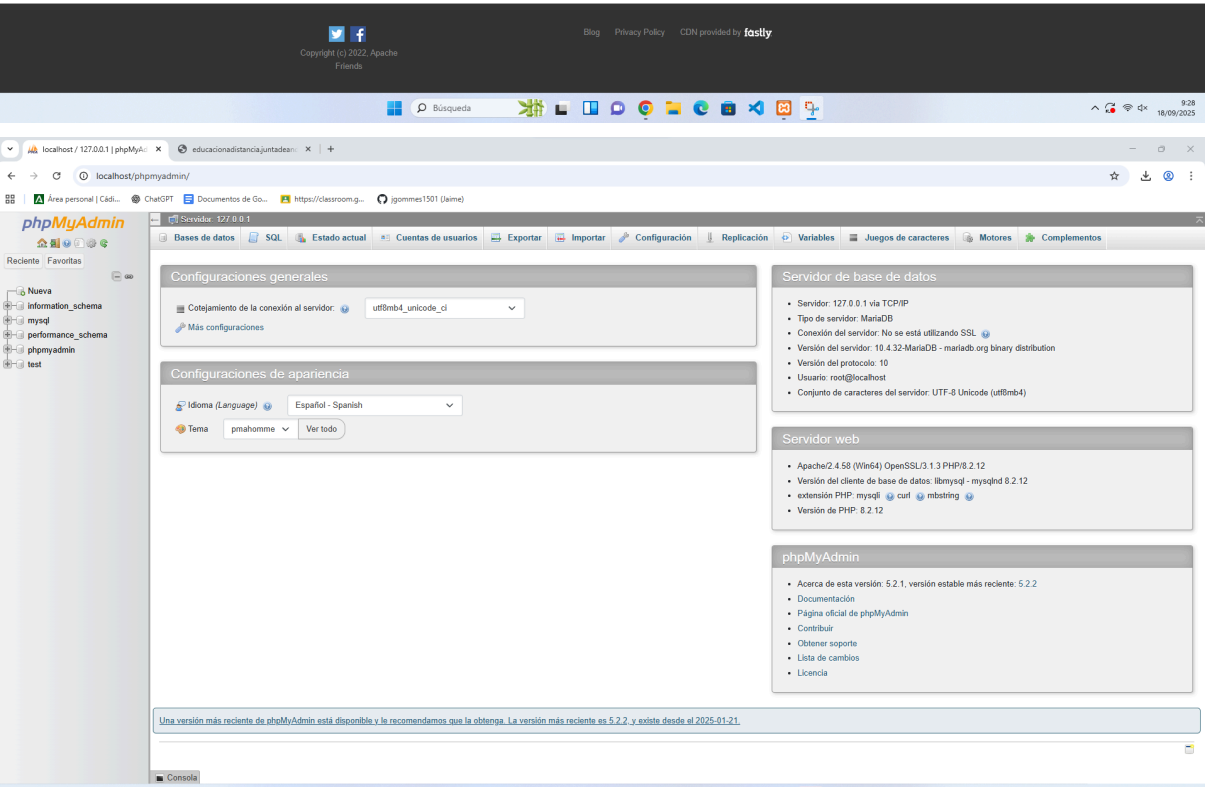 Blog Privacy Policy CDN provided by fastly
Copyright (c) 2022, Apache
Friends
Búsqueda
9:28
18/09/2025
localhost / 127.0.0.1 | phpMyAd
educacionadistancia.juntadeand
localhost/phpmyadmin/
Área personal | Cádi...
ChatGPT
Documentos de Go...
https://classroom.g...
jgommes1501 (Jaime)
phpMyAdmin
Reciente Favoritas
Nueva
information_schema
mysql
performance_schema
phpmyadmin
test
Servidor: 127.0.0.1
Bases de datos SQL Estado actual Cuentas de usuarios Exportar Importar Configuración Replicación Variables Juegos de caracteres Motores Complementos
Configuraciones generales
Cotejamiento de la conexión al servidor: utf8mb4_unicode_ci
Más configuraciones
Configuraciones de apariencia
Idioma (Language) Español - Spanish
Tema pmahomme Ver todo
Servidor de base de datos
• Servidor: 127.0.0.1 via TCP/IP
• Tipo de servidor: MariaDB
• Conexión del servidor: No se está utilizando SSL
• Versión del servidor: 10.4.32-MariaDB - mariadb.org binary distribution
• Versión del protocolo: 10
• Usuario: root@localhost
• Conjunto de caracteres del servidor: UTF-8 Unicode (utf8mb4)
Servidor web
• Apache/2.4.58 (Win64) OpenSSL/3.1.3 PHP/8.2.12
• Versión del cliente de base de datos: libmysql - mysqlnd 8.2.12
• extensión PHP: mysqli curl mbstring
• Versión de PHP: 8.2.12
phpMyAdmin
• Acerca de esta versión: 5.2.1, versión estable más reciente: 5.2.2
• Documentación
• Página oficial de phpMyAdmin
• Contribuir
• Obtener soporte
• Lista de cambios
• Licencia
Una versión más reciente de phpMyAdmin está disponible y le recomendamos que la obtenga. La versión más reciente es 5.2.2, y existe desde el 2025-01-21.
Consola